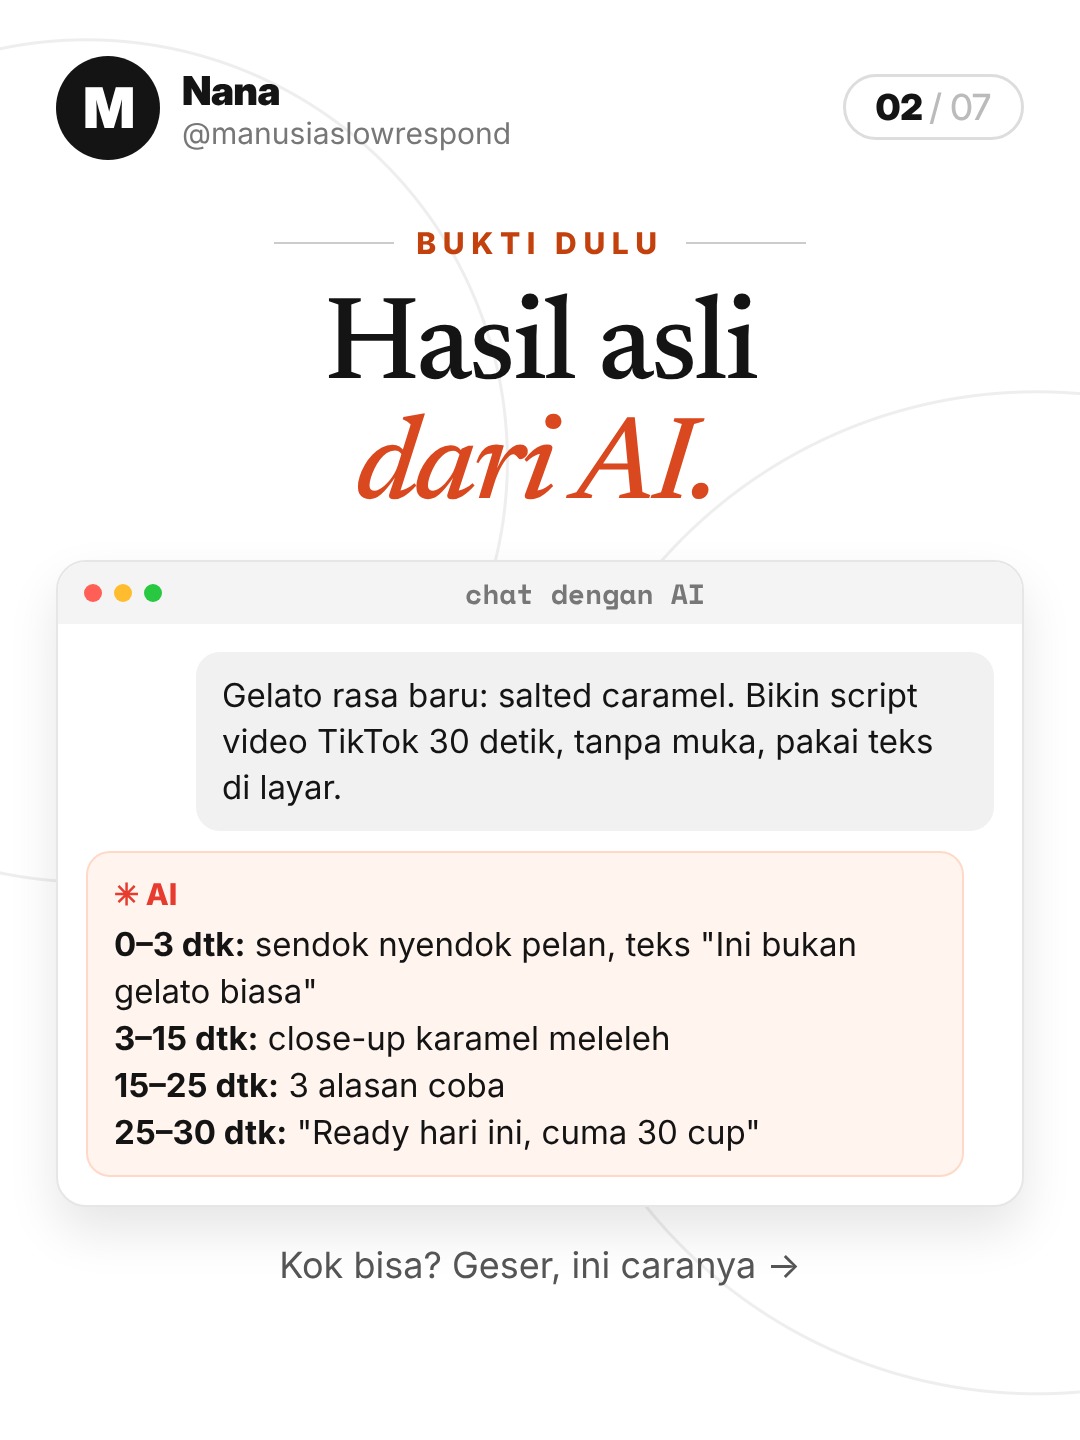 M
Nana
@manusiaslowrespond
02 / 07
BUKTI DULU
Hasil asli
dari AI.
chat dengan AI
Gelato rasa baru: salted caramel. Bikin script
video TikTok 30 detik, tanpa muka, pakai teks
di layar.
✳ AI
0–3 dtk: sendok nyendok pelan, teks "Ini bukan
gelato biasa"
3–15 dtk: close-up karamel meleleh
15–25 dtk: 3 alasan coba
25–30 dtk: "Ready hari ini, cuma 30 cup"
Kok bisa? Geser, ini caranya →